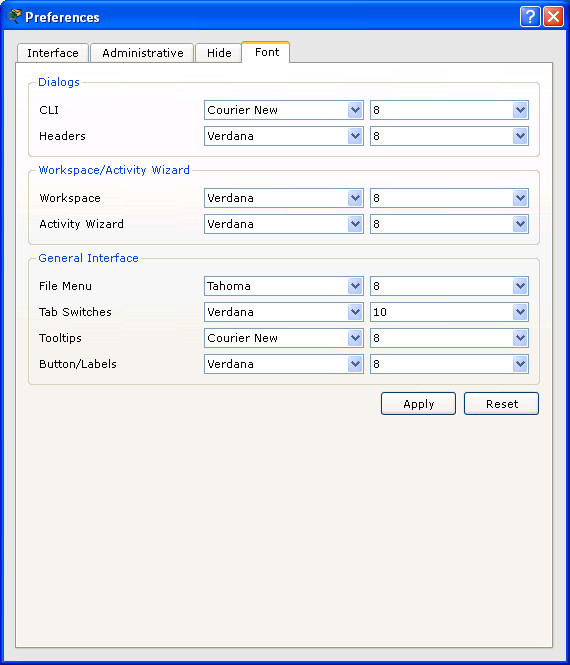 Preferences
Interface Administrative Hide Font
Dialogs
CLI Courier New 8
Headers Verdana 8
Workspace/Activity Wizard
Workspace Verdana 8
Activity Wizard Verdana 8
General Interface
File Menu Tahoma 8
Tab Switches Verdana 10
Tooltips Courier New 8
Button/Labels Verdana 8
Apply Reset